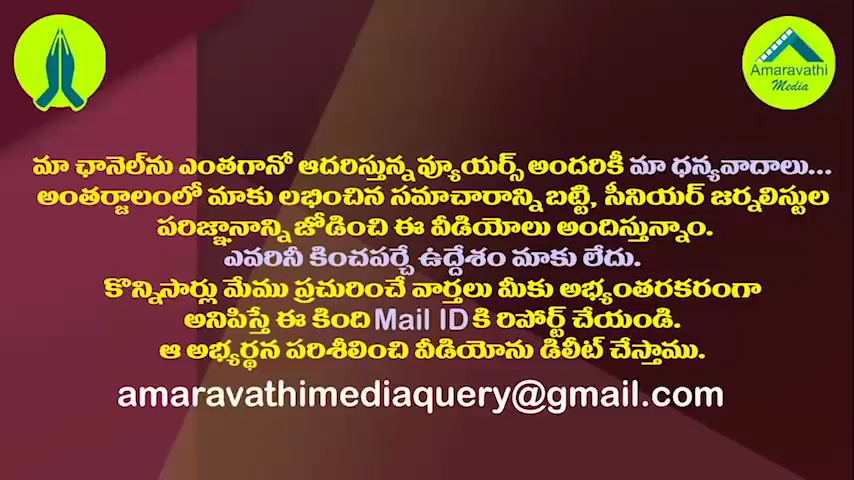 Amaravathi
Media
మా ఛానెల్‌ను ఎంతగానో ఆదరిస్తున్న వ్యూయర్స్ అందరికీ మా ధన్యవాదాలు...
అంతర్జాలంలో మాకు లభించిన సమాచారాన్ని బట్టి, సీనియర్ జర్నలిస్టుల
పరిజ్ఞానాన్ని జోడించి ఈ వీడియోలు అందిస్తున్నాం.
ఎవరినీ కించపర్చే ఉద్దేశం మాకు లేదు.
కొన్నిసార్లు మేము ప్రచురించే వార్తలు మీకు అభ్యంతరకరంగా
అనిపిస్తే ఈ కింది Mail ID కి రిపోర్ట్ చేయండి.
ఆ అభ్యర్థన పరిశీలించి వీడియోను డిలీట్ చేస్తాము.
amaravathimediaquery@gmail.com